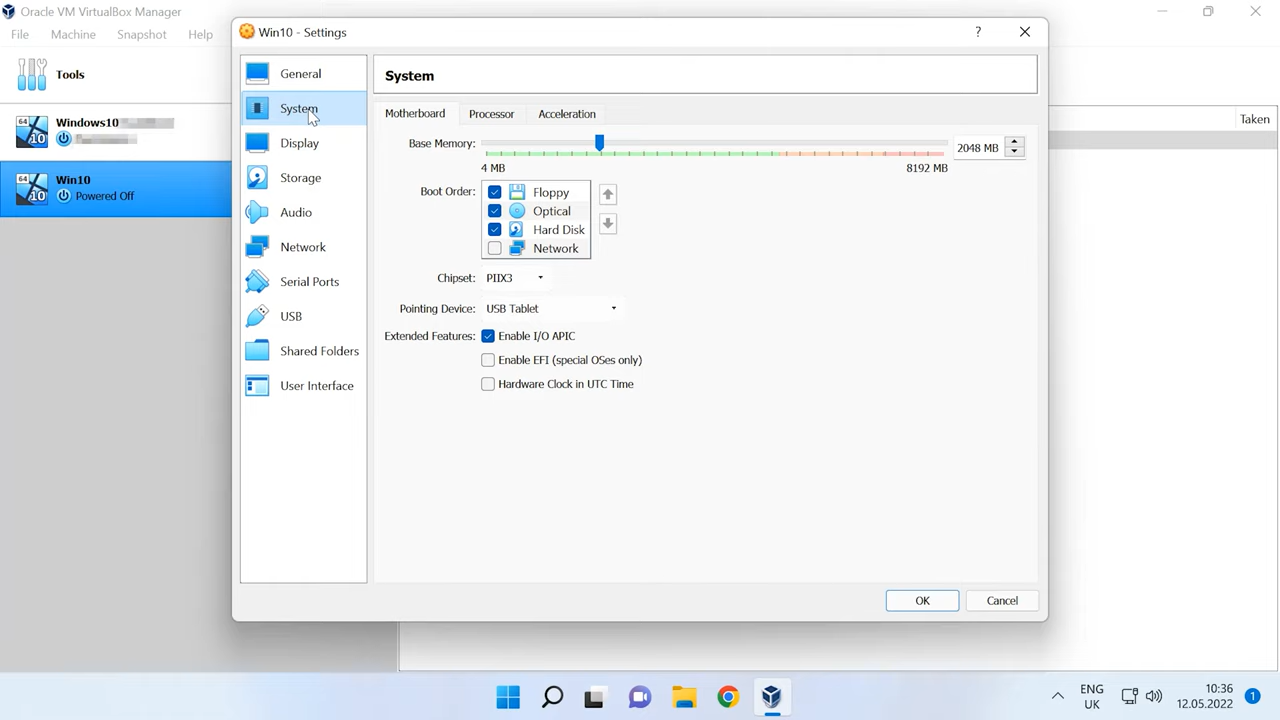 Oracle VM VirtualBox Manager
File Machine Snapshot Help
Tools
Windows10
Win10
Powered Off
Taken
Win10 - Settings
?
General
System
Display
Storage
Audio
Network
Serial Ports
USB
Shared Folders
User Interface
System
Motherboard Processor Acceleration
Base Memory:
2048 MB
4 MB 8192 MB
Boot Order:
Floppy
Optical
Hard Disk
Network
Chipset: PIIX3
Pointing Device: USB Tablet
Extended Features: Enable I/O APIC
Enable EFI (special OSes only)
Hardware Clock in UTC Time
OK Cancel
ENG
UK
10:36
12.05.2022
1